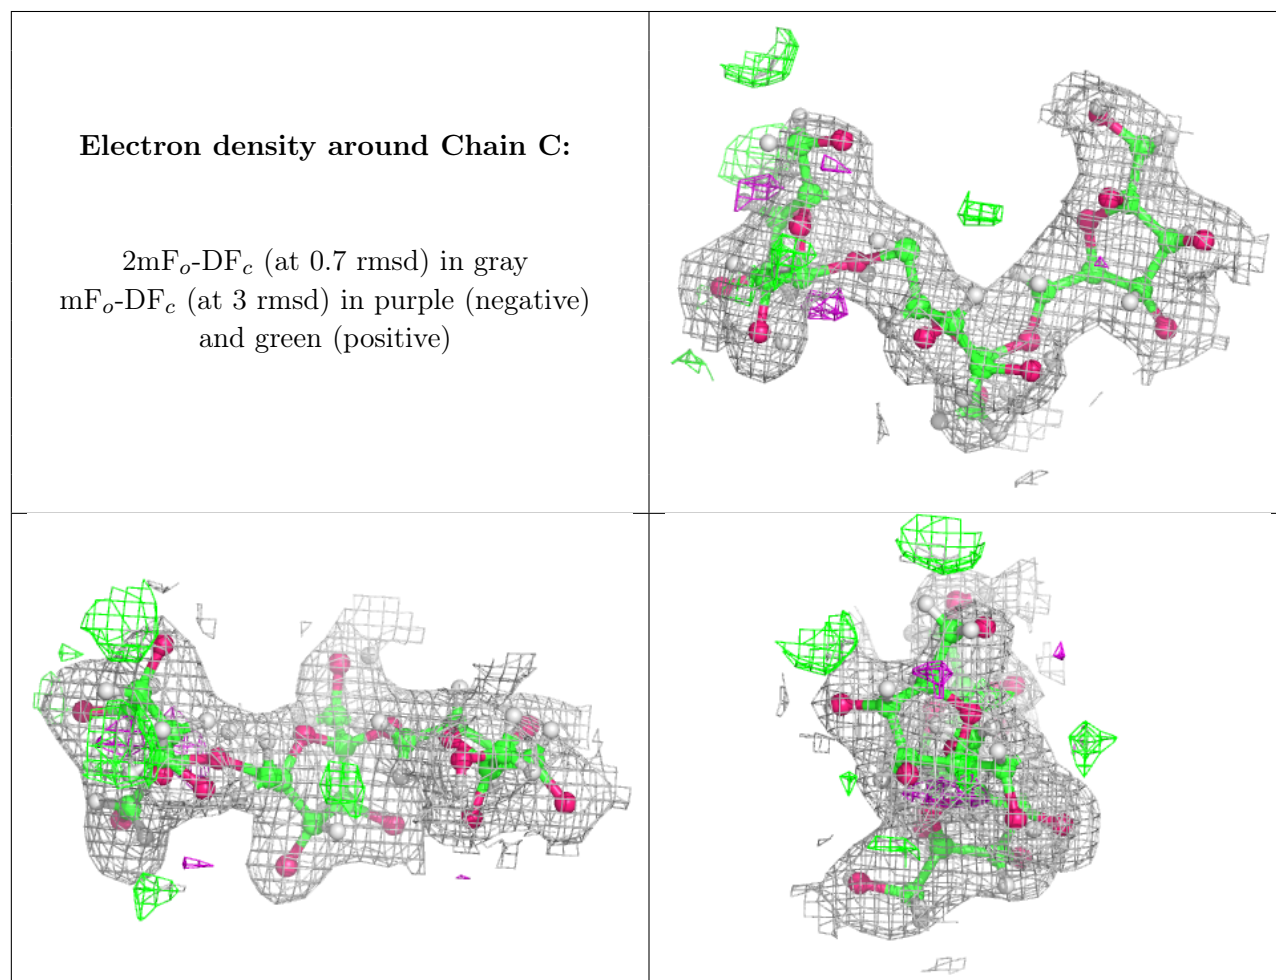 Electron density around Chain C:
2mFo-DFc (at 0.7 rmsd) in gray
mFo-DFc (at 3 rmsd) in purple (negative)
and green (positive)